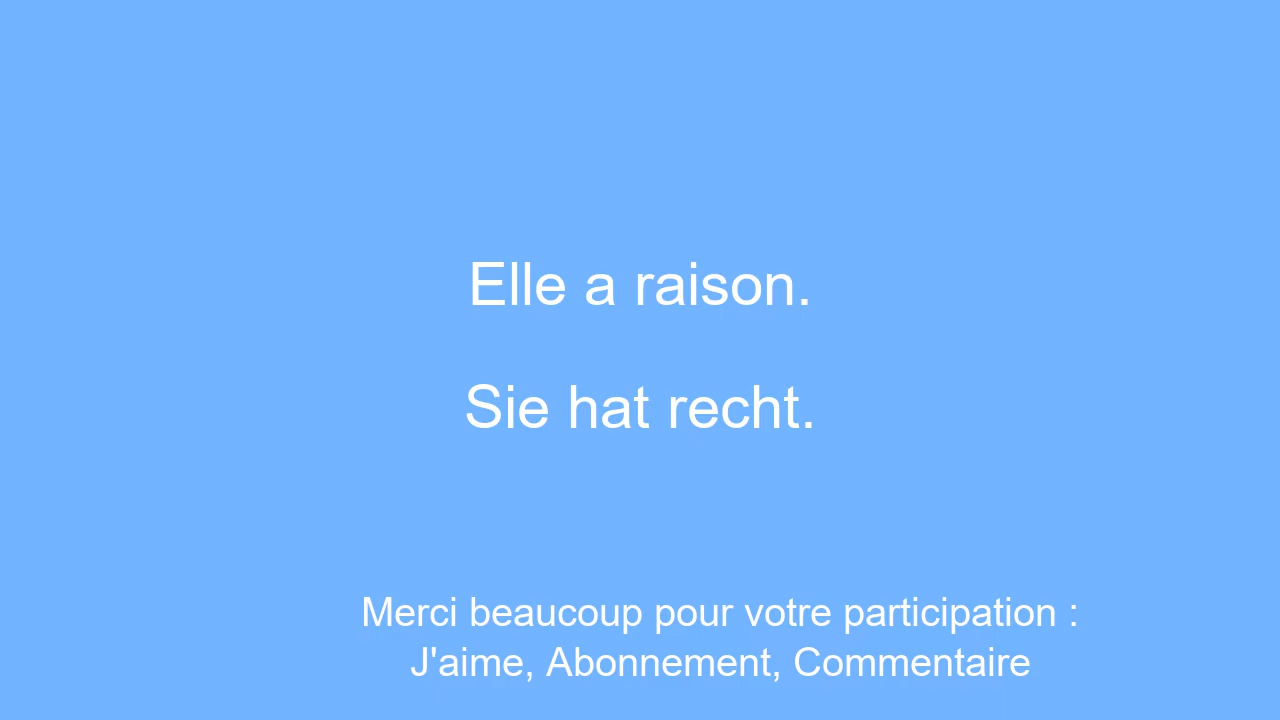 Elle a raison.
Sie hat recht.
Merci beaucoup pour votre participation :
J'aime, Abonnement, Commentaire